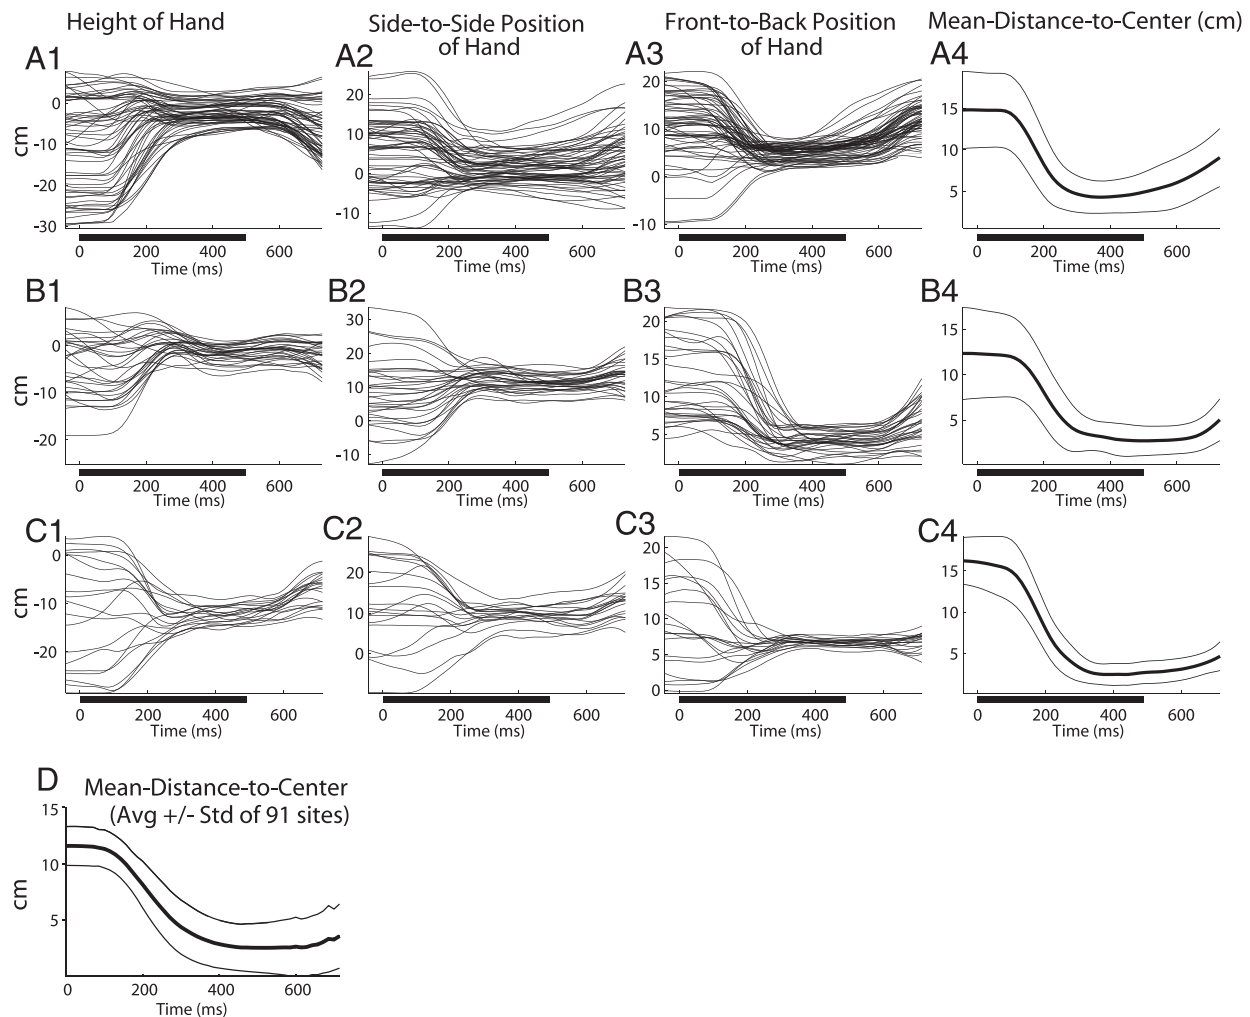 Height of Hand
Side-to-Side Position
of Hand
Front-to-Back Position
of Hand
Mean-Distance-to-Center (cm)
A1
cm
0
-10
-20
-30
0 200 400 600
Time (ms)
A2
20
10
0
-10
0 200 400 600
Time (ms)
A3
20
10
0
-10
0 200 400 600
Time (ms)
A4
15
10
5
0 200 400 600
Time (ms)
B1
cm
0
-10
-20
0 200 400 600
Time (ms)
B2
30
20
10
0
-10
0 200 400 600
Time (ms)
B3
20
15
10
5
0 200 400 600
Time (ms)
B4
15
10
5
0 200 400 600
Time (ms)
C1
cm
0
-10
-20
0 200 400 600
Time (ms)
C2
20
10
0
0 200 400 600
Time (ms)
C3
20
15
10
5
0
0 200 400 600
Time (ms)
C4
15
10
5
0 200 400 600
Time (ms)
D
Mean-Distance-to-Center
(Avg +/- Std of 91 sites)
cm
15
10
5
0 200 400 600
Time (ms)